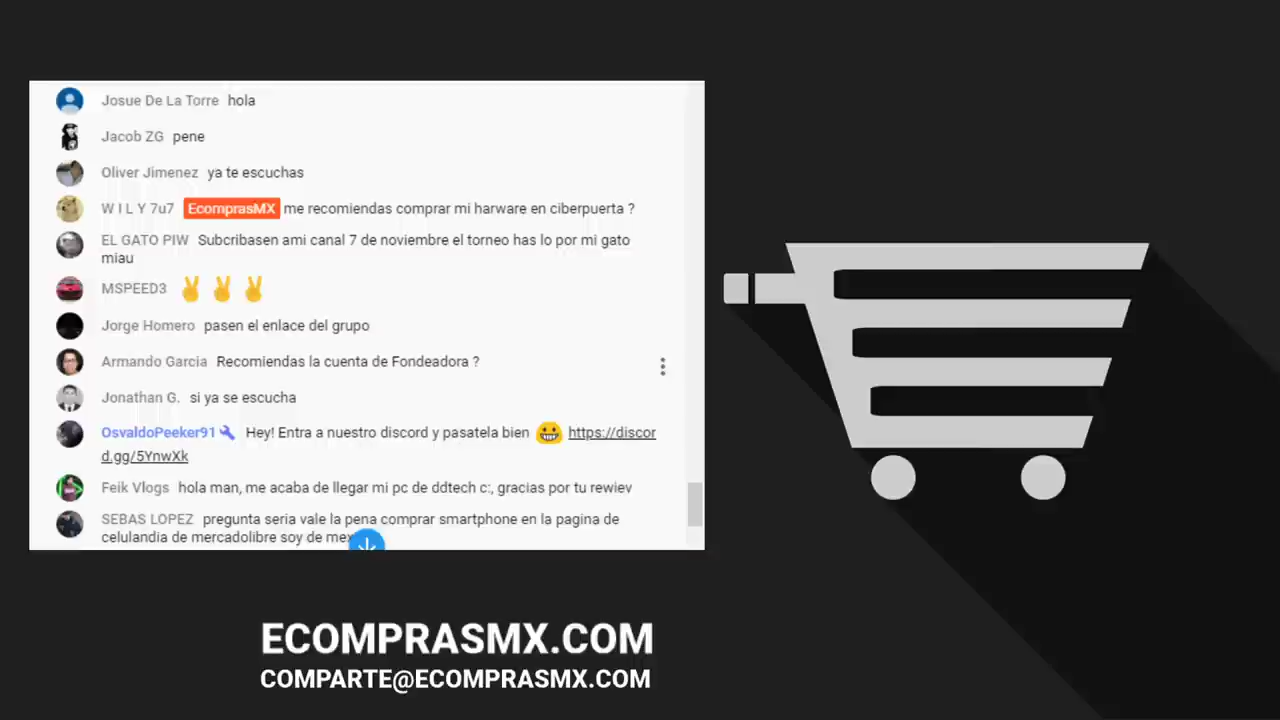 Josue De La Torre hola
Jacob ZG pene
Oliver Jimenez ya te escuchas
W I L Y 7u7 EcomprasMX me recomiendas comprar mi harware en ciberpuerta ?
EL GATO PIW Subcribasen ami canal 7 de noviembre el torneo has lo por mi gato
miau
MSPEED3 ✌✌✌
Jorge Homero pasen el enlace del grupo
Armando Garcia Recomiendas la cuenta de Fondeadora ?
Jonathan G. si ya se escucha
OsvaldoPeeker91 Hey! Entra a nuestro discord y pasatela bien 😀 https://discor
d.gg/5YnwXk
Feik Vlogs hola man, me acaba de llegar mi pc de ddtech c:, gracias por tu rewiev
SEBAS LOPEZ pregunta seria vale la pena comprar smartphone en la pagina de
celulandia de mercadolibre soy de mex
ECOMPRASMX.COM
COMPARTE@ECOMPRASMX.COM